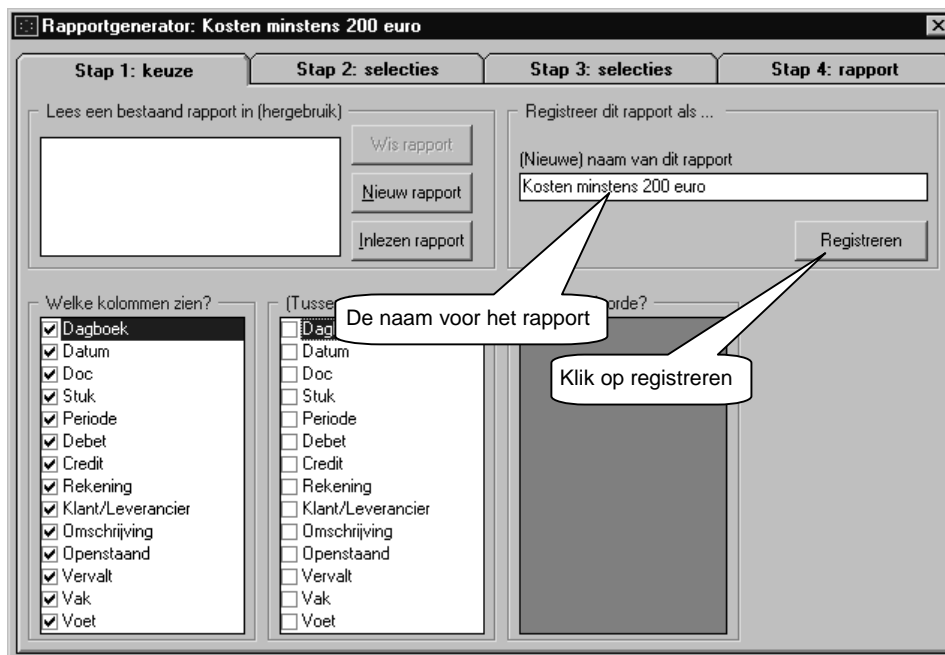 Rapportgenerator: Kosten minstens 200 euro
Stap 1: keuze
Stap 2: selecties
Stap 3: selecties
Stap 4: rapport
Lees een bestaand rapport in (hergebruik)
Wis rapport
Nieuw rapport
Inlezen rapport
Registreer dit rapport als ...
(Nieuwe) naam van dit rapport
Kosten minstens 200 euro
Registreren
De naam voor het rapport
Klik op registreren
Welke kolommen zien?
Dagboek
Datum
Doc
Stuk
Periode
Debet
Credit
Rekening
Klant/Leverancier
Omschrijving
Openstaand
Vervalt
Vak
Voet
Datum
Doc
Stuk
Periode
Debet
Credit
Rekening
Klant/Leverancier
Omschrijving
Openstaand
Vervalt
Vak
Voet